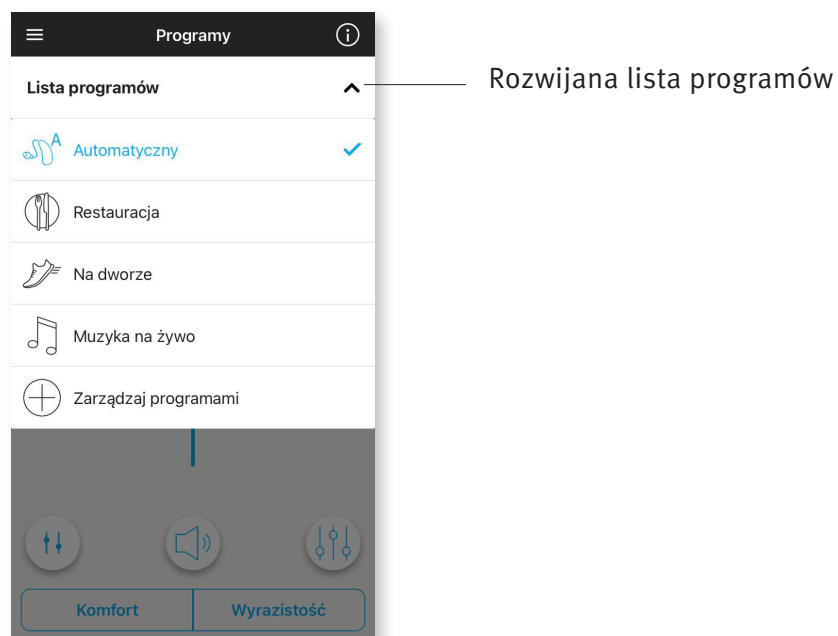 Programy
Lista programów
Rozwijana lista programów
A
Automatyczny
Restauracja
Na dworze
Muzyka na żywo
Zarządzaj programami
Komfort
Wyrazistość